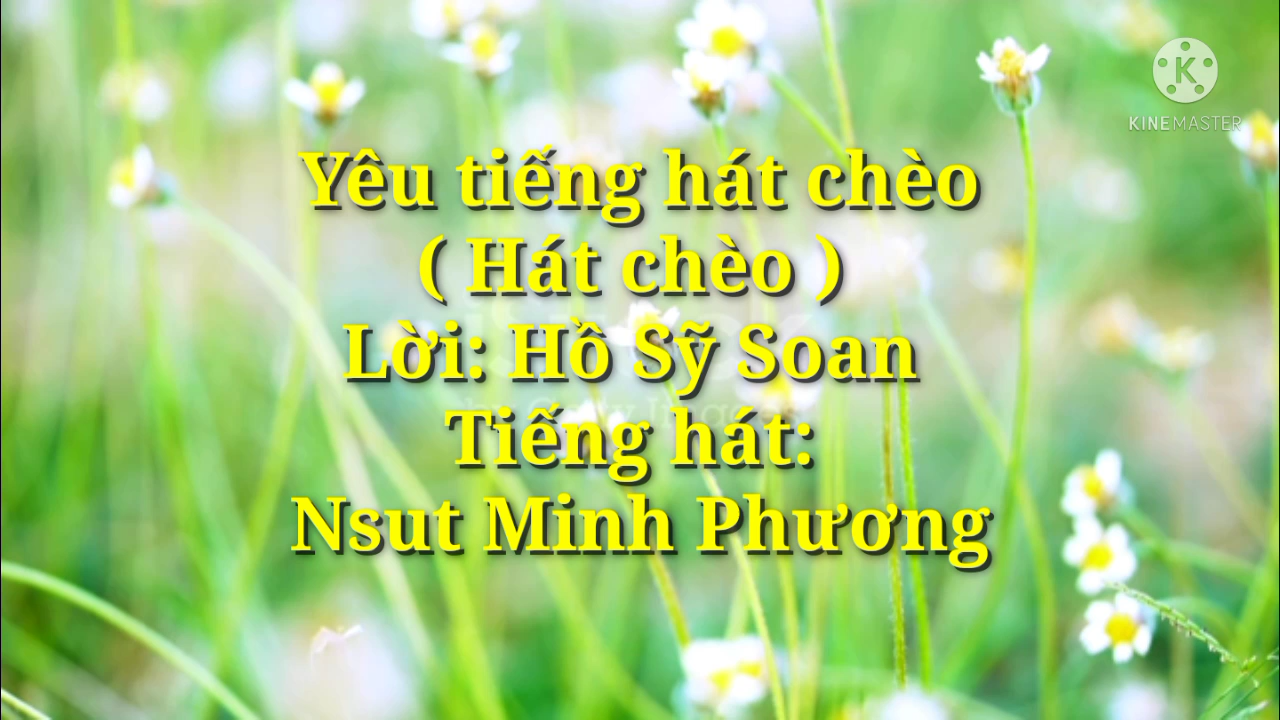 KINEMASTER
Yêu tiếng hát chèo
( Hát chèo )
Lời: Hồ Sỹ Soan
Tiếng hát:
Nsut Minh Phương